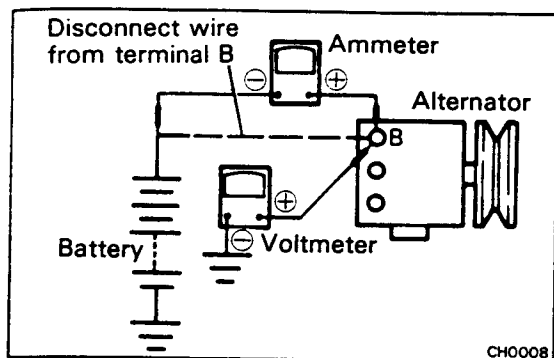 Disconnect wire
from terminal B
Ammeter
⊖ ⊕
Alternator
B
⊕
Battery
⊖ Voltmeter
CH0008